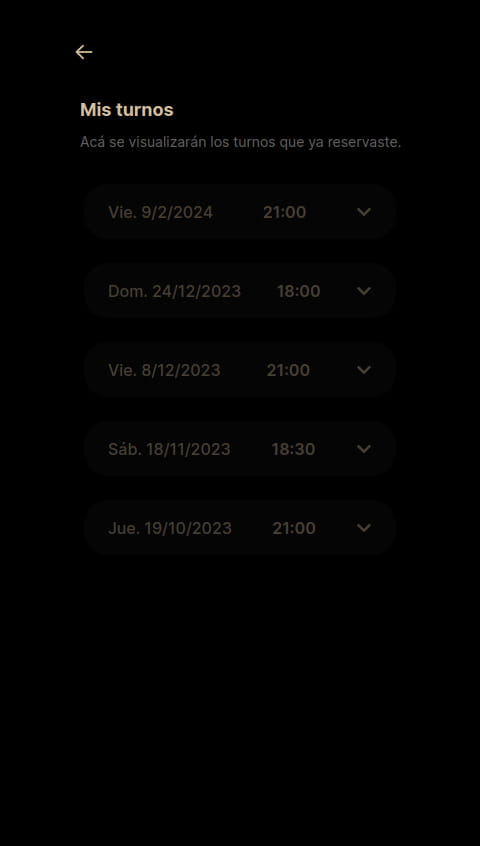 Mis turnos
Acá se visualizarán los turnos que ya reservaste.
Vie. 9/2/2024 21:00
Dom. 24/12/2023 18:00
Vie. 8/12/2023 21:00
Sáb. 18/11/2023 18:30
Jue. 19/10/2023 21:00